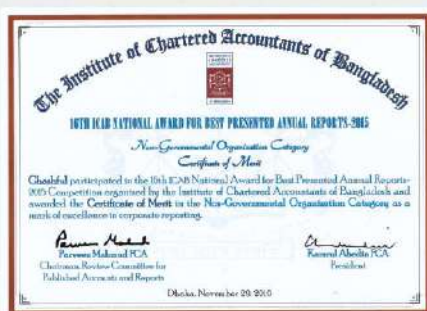 The Institute of Chartered Accountants of Bangladesh
16TH ICAB NATIONAL AWARD FOR BEST PRESENTED ANNUAL REPORTS-2015
Non-Governmental Organisation Category
Certificate of Merit
Ghashful participated in the 16th ICAB National Award for Best Presented Annual Reports-
2015 Competition organised by the Institute of Chartered Accountants of Bangladesh and
awarded the Certificate of Merit in the Non-Governmental Organisation Category as a
mark of excellence in corporate reporting.
Parveen Mahmud FCA
Chairman, Review Committee for
Published Accounts and Reports
Kamrul Abedin FCA
President
Dhaka, November 29, 2016